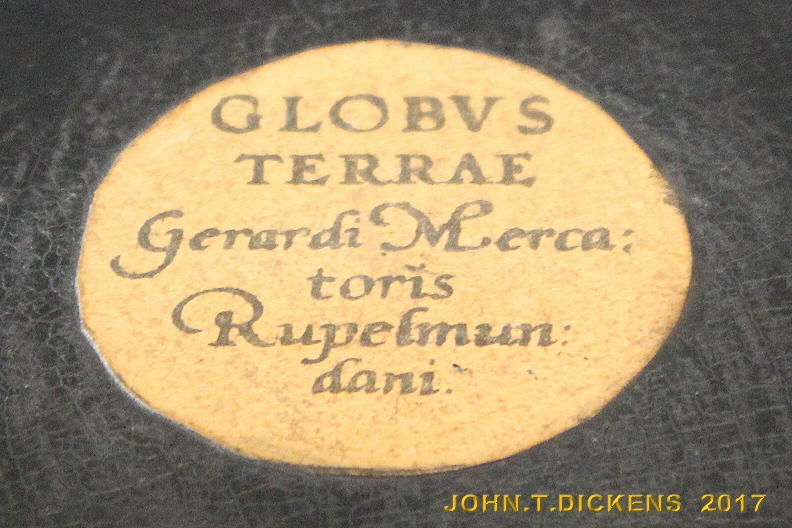 GLOBVS
TERRAE
Gerardi Merca:
toris
Rupelmun:
dani.
JOHN.T.DICKENS 2017